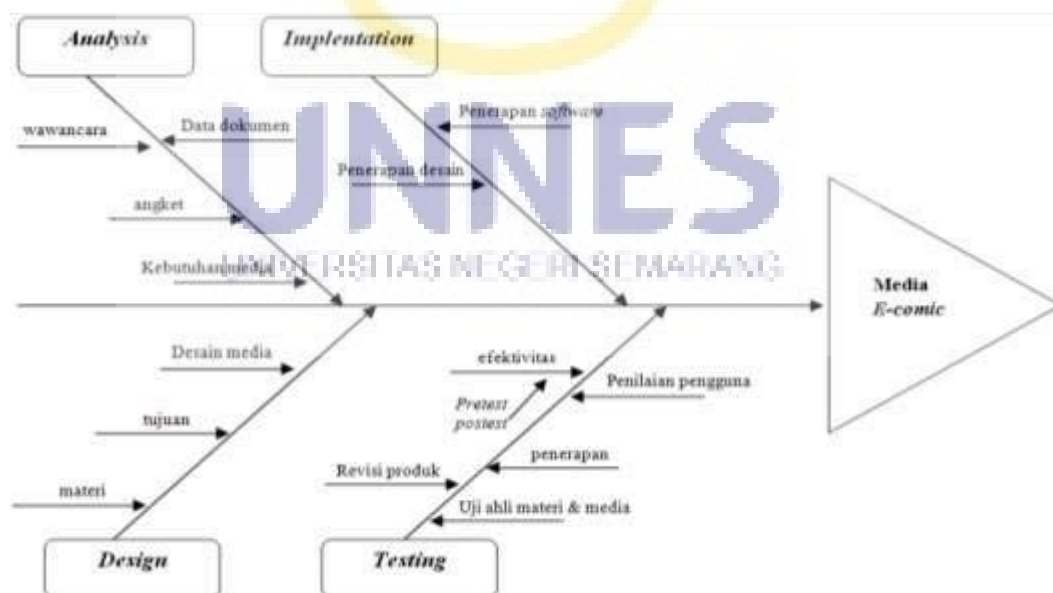 Analysis
Implentation
Penerapan software
wawancara
Data dokumen
Penerapan desain
angket
Kebutuhan media
UNNES
UNIVERSITAS NEGERI SEMARANG
Media
E-comic
Desain media
efektivitas
Penilaian pengguna
Pretest
postest
tujuan
penerapan
Revisi produk
materi
Uji ahli materi & media
Design
Testing